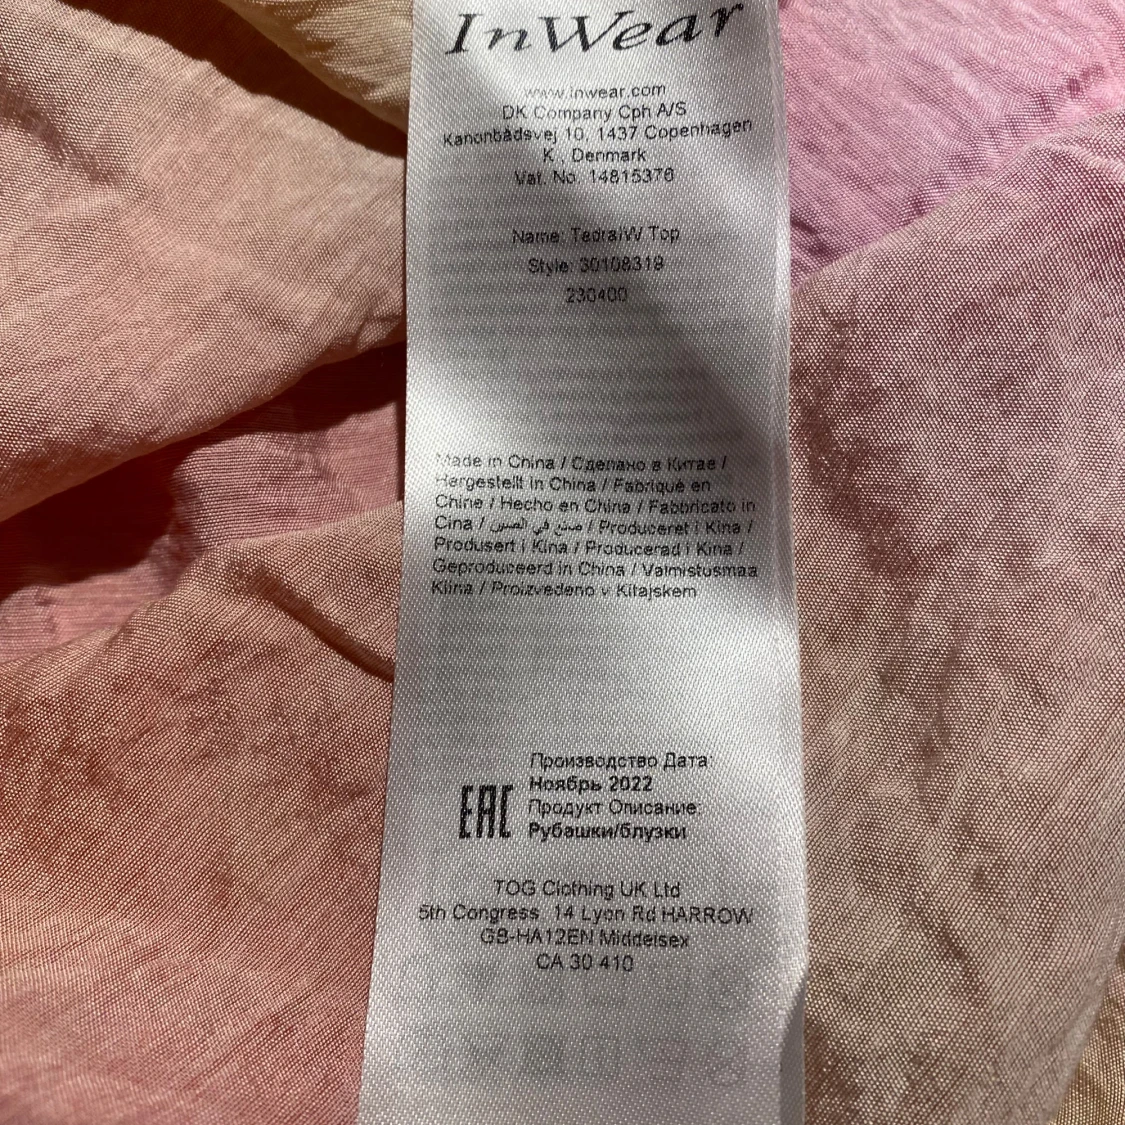 InWear
www.inwear.com
DK Company Cph A/S
Kanonbådsvej 10, 1437 Copenhagen
K , Denmark
Vat. No. 14815376
Name: TedraIW Top
Style: 30108319
230400
Made in China / Сделано в Китае /
Hergestellt in China / Fabriqué en
Chine / Hecho en China / Fabbricato in
Cina / صنع في الصين / Produceret i Kina /
Produsert i Kina / Producerad i Kina /
Geproduceerd in China / Valmistusmaa
Kiina / Proizvedeno v Kitajskem
Производство Дата:
Ноябрь 2022
EAC
Продукт Описание:
Рубашки/блузки
TOG Clothing UK Ltd
5th Congress 14 Lyon Rd HARROW
GB-HA12EN Middelsex
CA 30 410